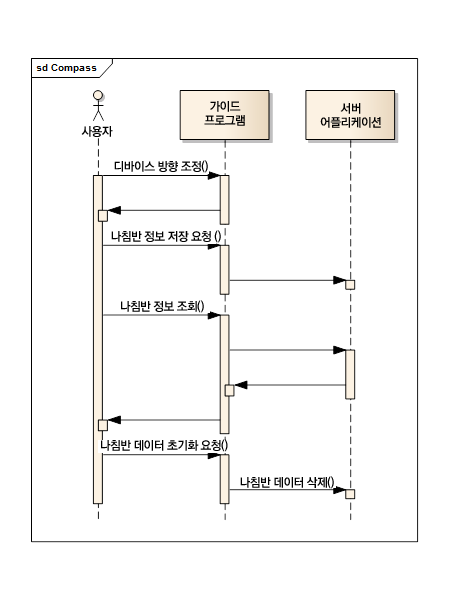 sd Compass
사용자
가이드
프로그램
서버
어플리케이션
디바이스 방향 조정()
나침반 정보 저장 요청 ()
나침반 정보 조회()
나침반 데이터 초기화 요청()
나침반 데이터 삭제()